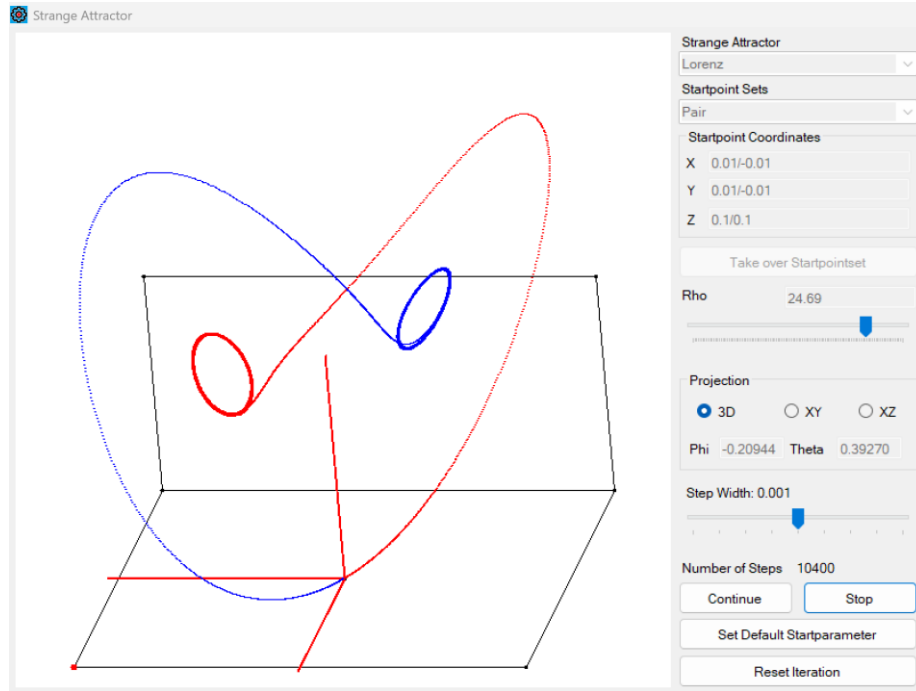 Strange Attractor
Strange Attractor
Lorenz
Startpoint Sets
Pair
Startpoint Coordinates
X 0.01/-0.01
Y 0.01/-0.01
Z 0.1/0.1
Take over Startpointset
Rho 24.69
Projection
3D XY XZ
Phi -0.20944 Theta 0.39270
Step Width: 0.001
Number of Steps 10400
Continue Stop
Set Default Startparameter
Reset Iteration